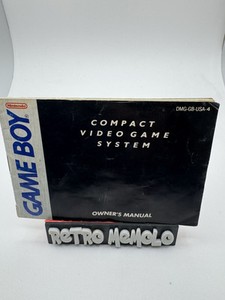 Nintendo
GAME BOY
DMG-GB-USA-4
COMPACT
VIDEO GAME
SYSTEM
OWNER'S MANUAL
RETRO MEMOLO